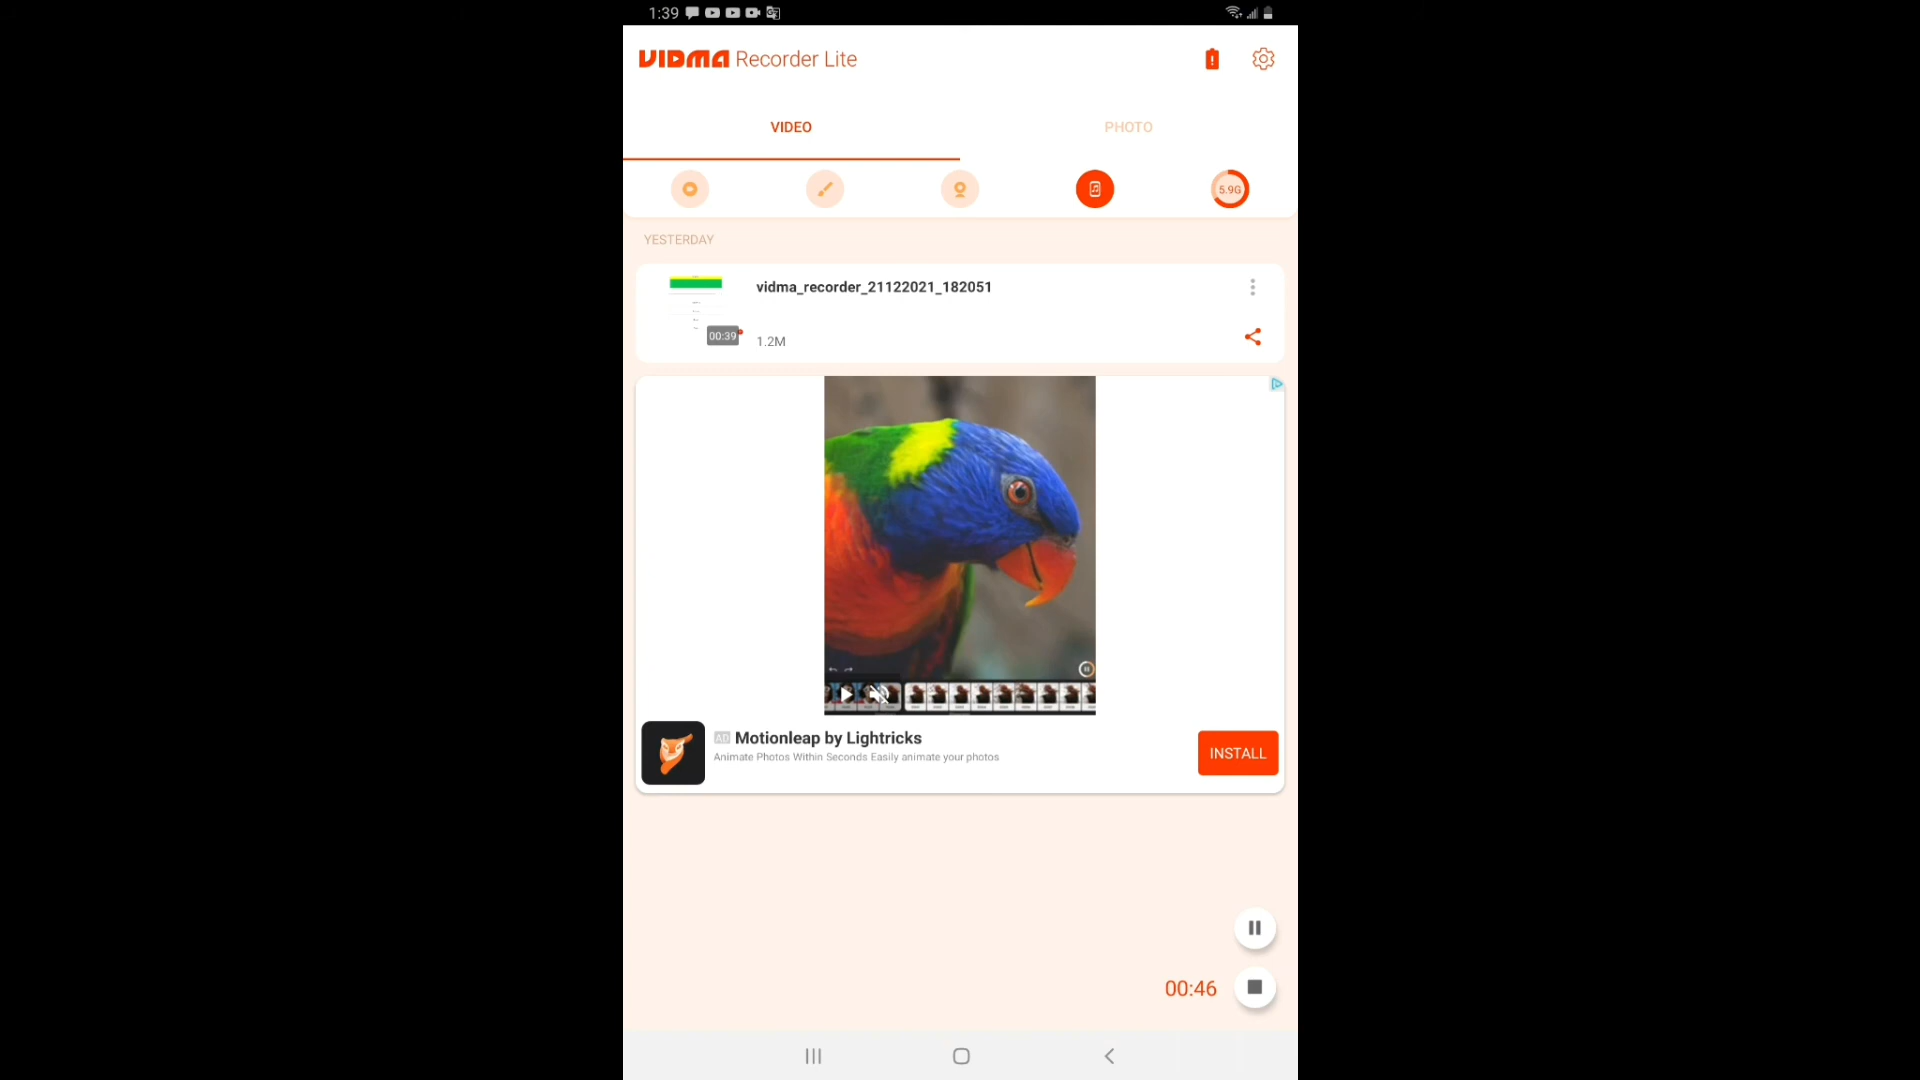 1:39
VIDMA Recorder Lite
VIDEO
PHOTO
5.9G
YESTERDAY
vidma_recorder_21122021_182051
00:39
1.2M
AD Motionleap by Lightricks
Animate Photos Within Seconds Easily animate your photos
INSTALL
00:46